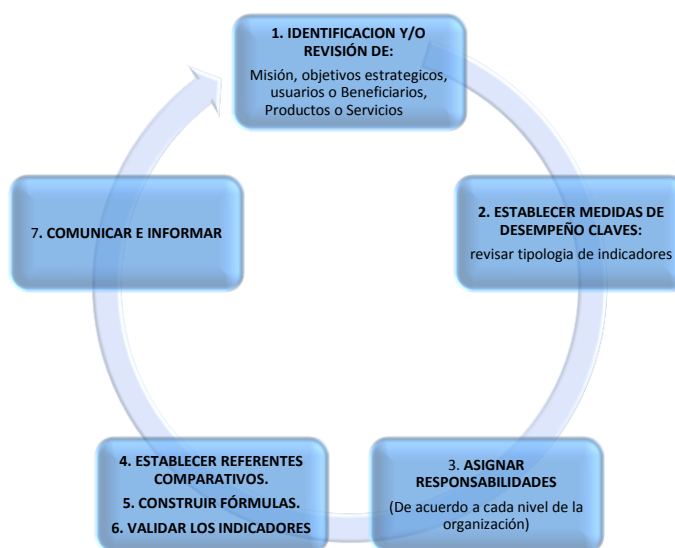 1. IDENTIFICACION Y/O
REVISIÓN DE:
Misión, objetivos estrategicos,
usuarios o Beneficiarios,
Productos o Servicios
2. ESTABLECER MEDIDAS DE
DESEMPEÑO CLAVES:
revisar tipologia de indicadores
3. ASIGNAR
RESPONSABILIDADES
(De acuerdo a cada nivel de la
organización)
4. ESTABLECER REFERENTES
COMPARATIVOS.
5. CONSTRUIR FÓRMULAS.
6. VALIDAR LOS INDICADORES
7. COMUNICAR E INFORMAR